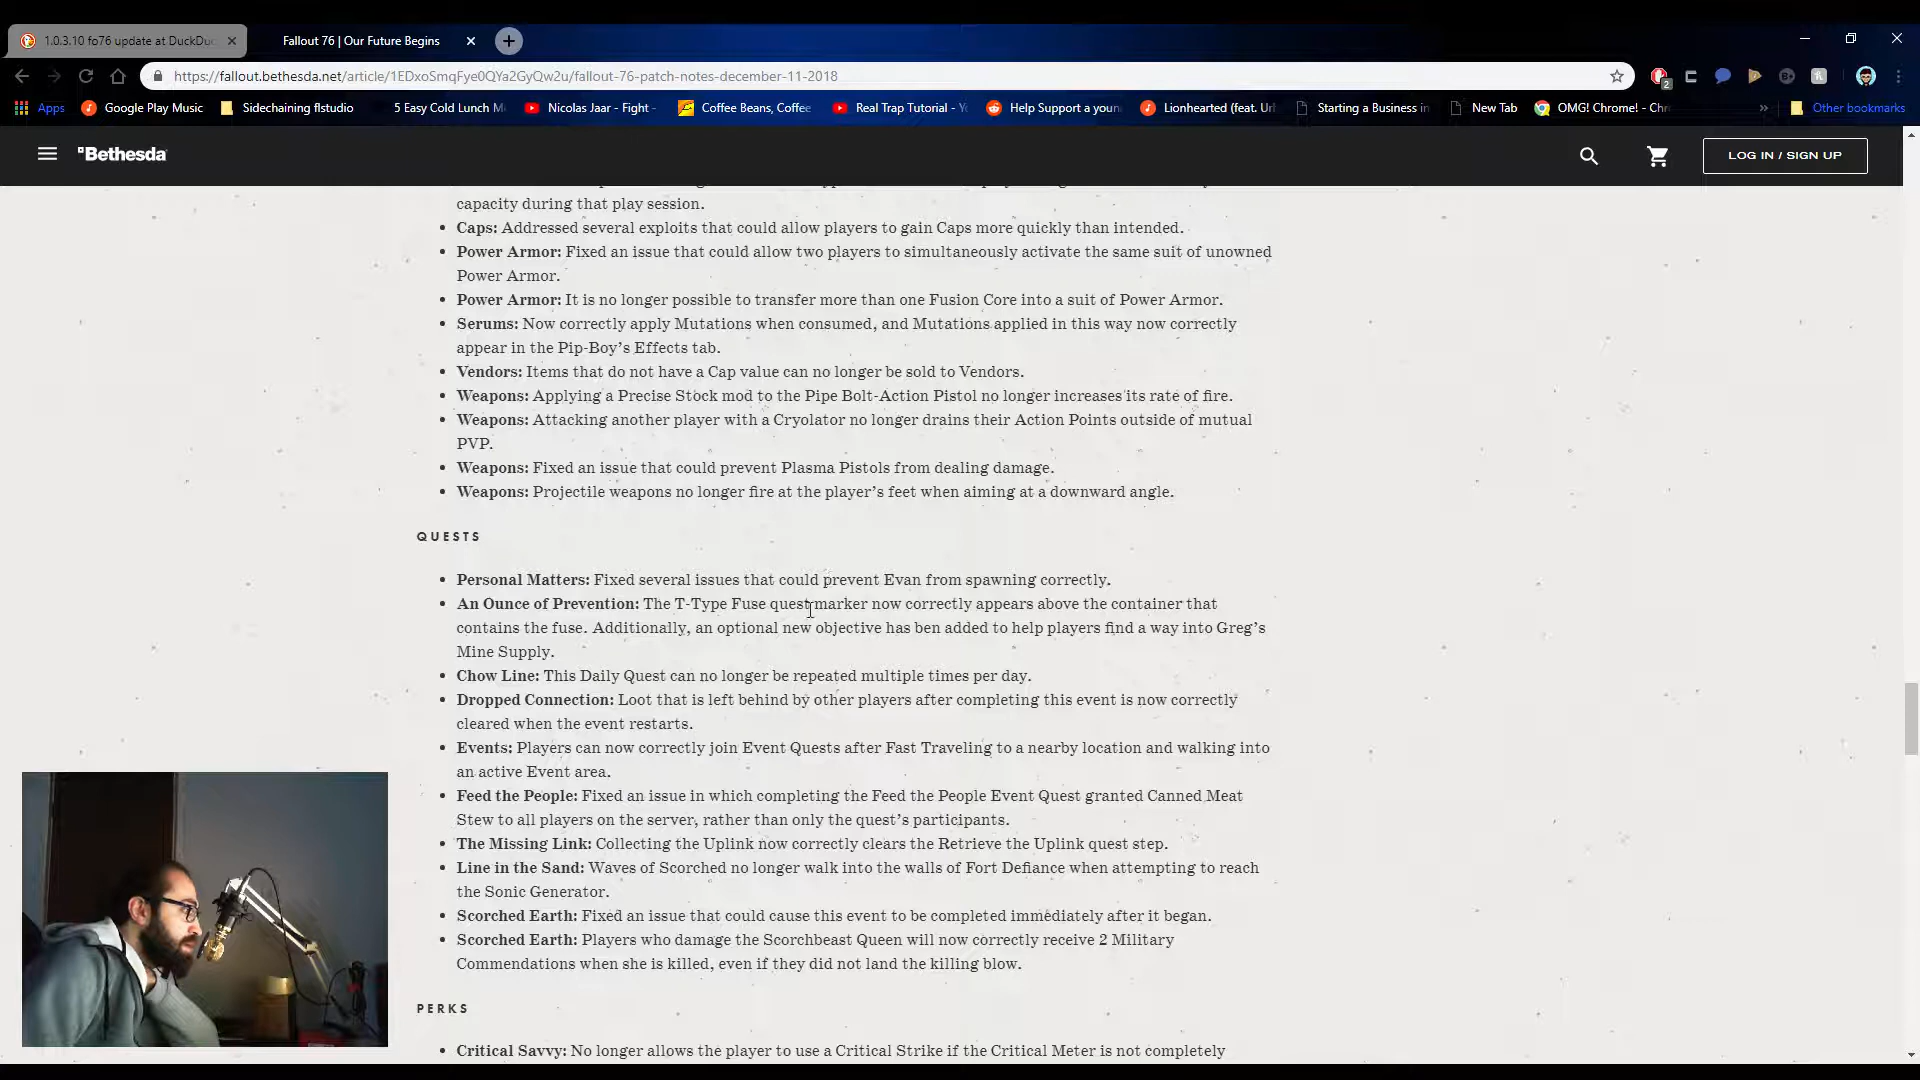 1.0.3.10 fo76 update at DuckDuc
Fallout 76 | Our Future Begins
https://fallout.bethesda.net/article/1EDxoSmqFye0QYa2GyQw2u/fallout-76-patch-notes-december-11-2018
2
Apps
Google Play Music
Sidechaining flstudio
5 Easy Cold Lunch M
Nicolas Jaar - Fight -
Coffee Beans, Coffee
Real Trap Tutorial - Y
Help Support a youn
Lionhearted (feat. Ur
Starting a Business in
New Tab
OMG! Chrome! - Chr
Other bookmarks
Bethesda
LOG IN / SIGN UP
capacity during that play session.
• Caps: Addressed several exploits that could allow players to gain Caps more quickly than intended.
• Power Armor: Fixed an issue that could allow two players to simultaneously activate the same suit of unowned
Power Armor.
• Power Armor: It is no longer possible to transfer more than one Fusion Core into a suit of Power Armor.
• Serums: Now correctly apply Mutations when consumed, and Mutations applied in this way now correctly
appear in the Pip-Boy's Effects tab.
• Vendors: Items that do not have a Cap value can no longer be sold to Vendors.
• Weapons: Applying a Precise Stock mod to the Pipe Bolt-Action Pistol no longer increases its rate of fire.
• Weapons: Attacking another player with a Cryolator no longer drains their Action Points outside of mutual
PVP.
• Weapons: Fixed an issue that could prevent Plasma Pistols from dealing damage.
• Weapons: Projectile weapons no longer fire at the player's feet when aiming at a downward angle.
QUESTS
• Personal Matters: Fixed several issues that could prevent Evan from spawning correctly.
• An Ounce of Prevention: The T-Type Fuse quest marker now correctly appears above the container that
contains the fuse. Additionally, an optional new objective has ben added to help players find a way into Greg's
Mine Supply.
• Chow Line: This Daily Quest can no longer be repeated multiple times per day.
• Dropped Connection: Loot that is left behind by other players after completing this event is now correctly
cleared when the event restarts.
• Events: Players can now correctly join Event Quests after Fast Traveling to a nearby location and walking into
an active Event area.
• Feed the People: Fixed an issue in which completing the Feed the People Event Quest granted Canned Meat
Stew to all players on the server, rather than only the quest's participants.
• The Missing Link: Collecting the Uplink now correctly clears the Retrieve the Uplink quest step.
• Line in the Sand: Waves of Scorched no longer walk into the walls of Fort Defiance when attempting to reach
the Sonic Generator.
• Scorched Earth: Fixed an issue that could cause this event to be completed immediately after it began.
• Scorched Earth: Players who damage the Scorchbeast Queen will now correctly receive 2 Military
Commendations when she is killed, even if they did not land the killing blow.
PERKS
• Critical Savvy: No longer allows the player to use a Critical Strike if the Critical Meter is not completely